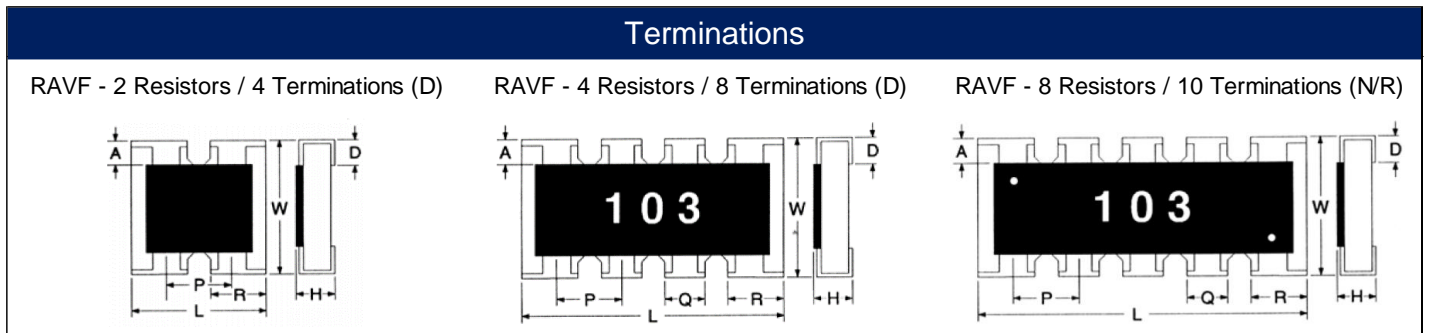 Terminations
RAVF - 2 Resistors / 4 Terminations (D)
RAVF - 4 Resistors / 8 Terminations (D)
RAVF - 8 Resistors / 10 Terminations (N/R)
A
D
W
P
R
H
L
A
D
103
W
P
Q
R
H
L
A
D
103
W
P
Q
R
H
L